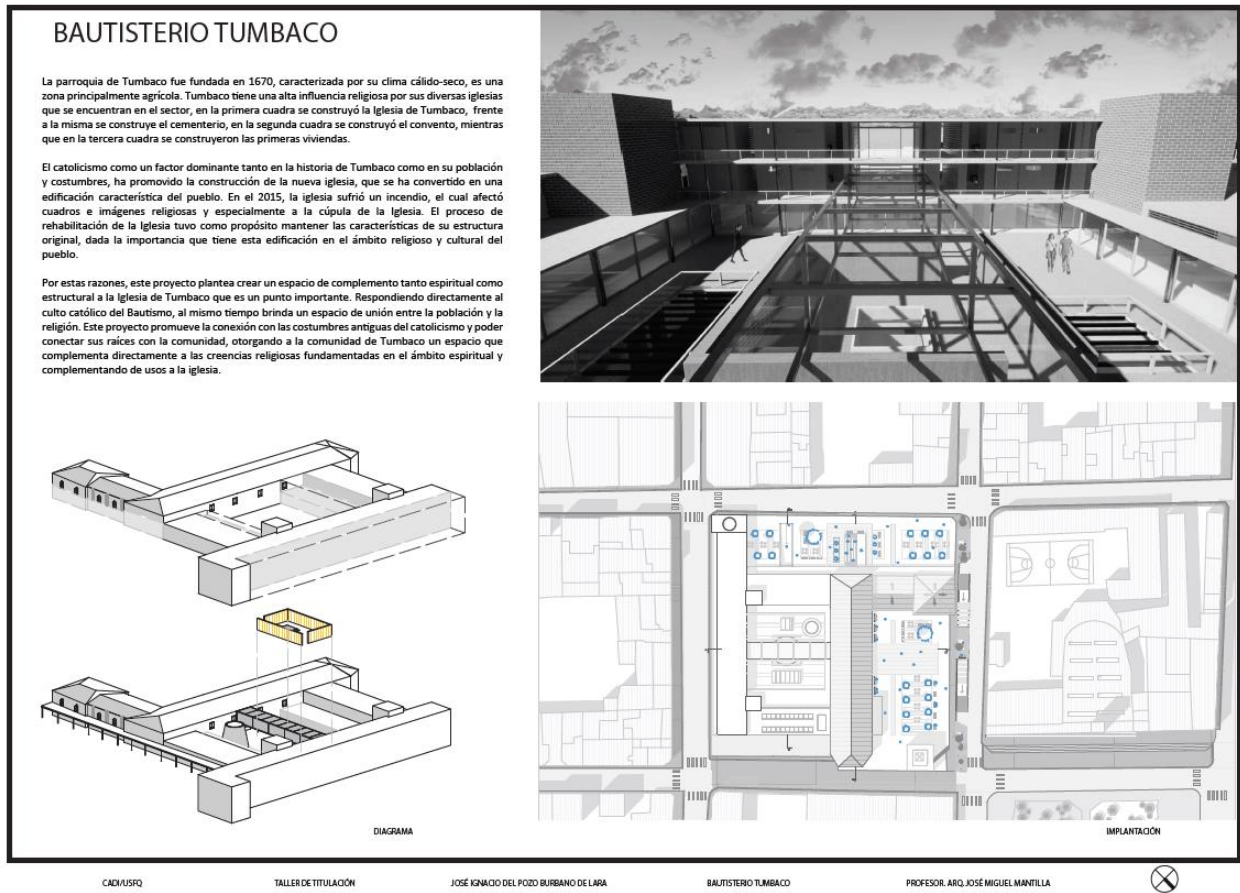 BAUTISTERIO TUMBACO
La parroquia de Tumbaco fue fundada en 1670, caracterizada por su clima cálido-seco, es una
zona principalmente agrícola. Tumbaco tiene una alta influencia religiosa por sus diversas iglesias
que se encuentran en el sector, en la primera cuadra se construyó la Iglesia de Tumbaco, frente
a la misma se construye el cementerio, en la segunda cuadra se construyó el convento, mientras
que en la tercera cuadra se construyeron las primeras viviendas.
El catolicismo como un factor dominante tanto en la historia de Tumbaco como en su población
y costumbres, ha promovido la construcción de la nueva iglesia, que se ha convertido en una
edificación característica del pueblo. En el 2015, la iglesia sufrió un incendio, el cual afectó
cuadros e imágenes religiosas y especialmente a la cúpula de la Iglesia. El proceso de
rehabilitación de la Iglesia tuvo como propósito mantener las características de su estructura
original, dada la importancia que tiene esta edificación en el ámbito religioso y cultural del
pueblo.
Por estas razones, este proyecto plantea crear un espacio de complemento tanto espiritual como
estructural a la Iglesia de Tumbaco que es un punto importante. Respondiendo directamente al
culto católico del Bautismo, al mismo tiempo brinda un espacio de unión entre la población y la
religión. Este proyecto promueve la conexión con las costumbres antiguas del catolicismo y poder
conectar sus raíces con la comunidad, otorgando a la comunidad de Tumbaco un espacio que
complementa directamente a las creencias religiosas fundamentadas en el ámbito espiritual y
complementando de usos a la iglesia.
DIAGRAMA
IMPLANTACIÓN
CADI/USFQ
TALLER DE TITULACIÓN
JOSÉ IGNACIO DEL POZO BURBANO DE LARA
BAUTISTERIO TUMBACO
PROFESOR. ARQ. JOSÉ MIGUEL MANTILLA